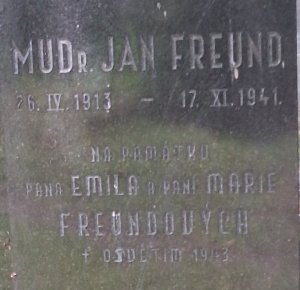 MUDR. JAN FREUND.
26. IV. 1913 – 17. XI. 1941.
NA PAMÁTKU
PANA EMILA A PANÍ MARIE
FREUNDOVÝCH
† OSVĚTIM 1943